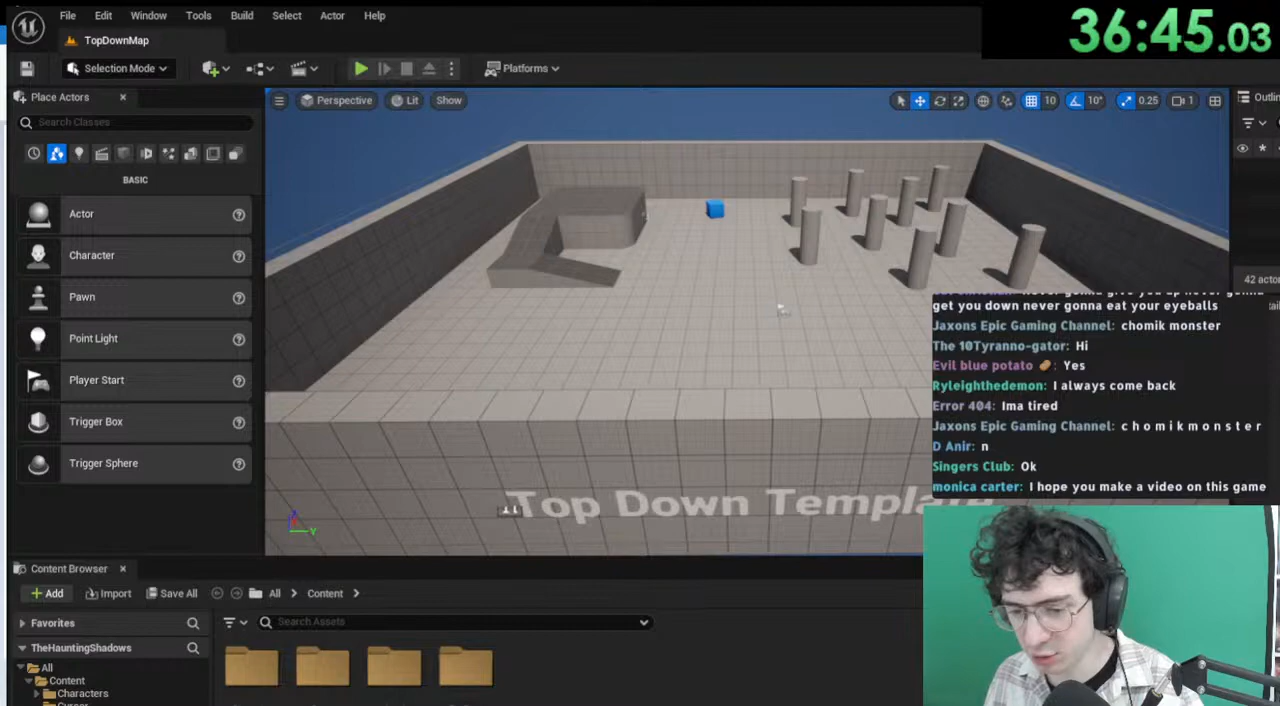 File Edit Window Tools Build Select Actor Help
36:45.03
TopDownMap
Selection Mode
Platforms
Place Actors
Perspective Lit Show
10 10° 0.25 1
Search Classes
BASIC
Actor
Character
Pawn
Point Light
Player Start
Trigger Box
Trigger Sphere
42 actor
get you down never gonna eat your eyeballs
Jaxons Epic Gaming Channel: chomik monster
The 10Tyranno-gator: Hi
Evil blue potato 🥔: Yes
Ryleighthedemon: I always come back
Error 404: Ima tired
Jaxons Epic Gaming Channel: c h o m i k m o n s t e r
D Anir: n
Singers Club: Ok
monica carter: I hope you make a video on this game
Top Down Template
Y
Content Browser
Add Import Save All All Content
Favorites
Search Assets
TheHauntingShadows
All
Content
Characters